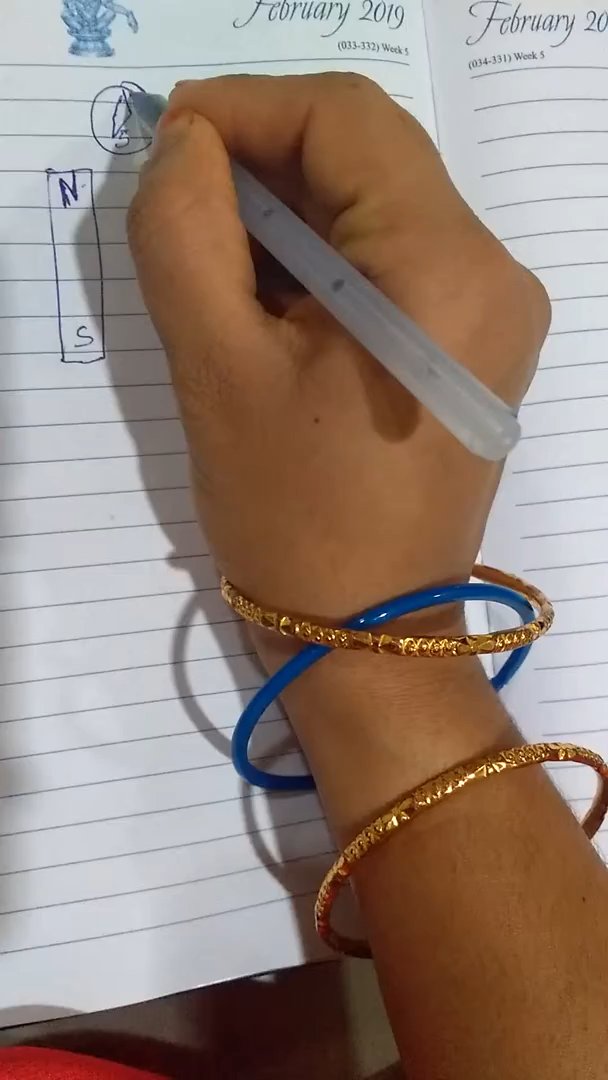 February 2019
(033-332) Week 5
February 20
(034-331) Week 5
S
N
S